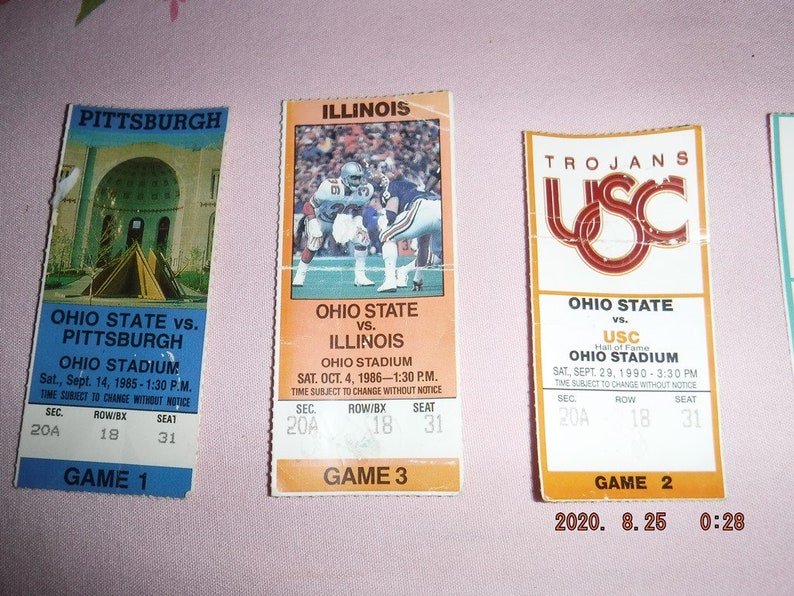 PITTSBURGH
OHIO STATE vs.
PITTSBURGH
OHIO STADIUM
Sat., Sept. 14, 1985 - 1:30 P.M.
TIME SUBJECT TO CHANGE WITHOUT NOTICE
SEC. ROW/BX SEAT
20A 18 31
GAME 1
ILLINOIS
OHIO STATE
vs.
ILLINOIS
OHIO STADIUM
SAT. OCT. 4, 1986—1:30 P.M.
TIME SUBJECT TO CHANGE WITHOUT NOTICE
SEC. ROW/BX SEAT
20A 18 31
GAME 3
TROJANS
USC
OHIO STATE
vs.
USC
Hall of Fame
OHIO STADIUM
SAT., SEPT. 29, 1990 - 3:30 PM
TIME SUBJECT TO CHANGE WITHOUT NOTICE
SEC. ROW SEAT
20A 18 31
GAME 2
2020. 8.25 0:28